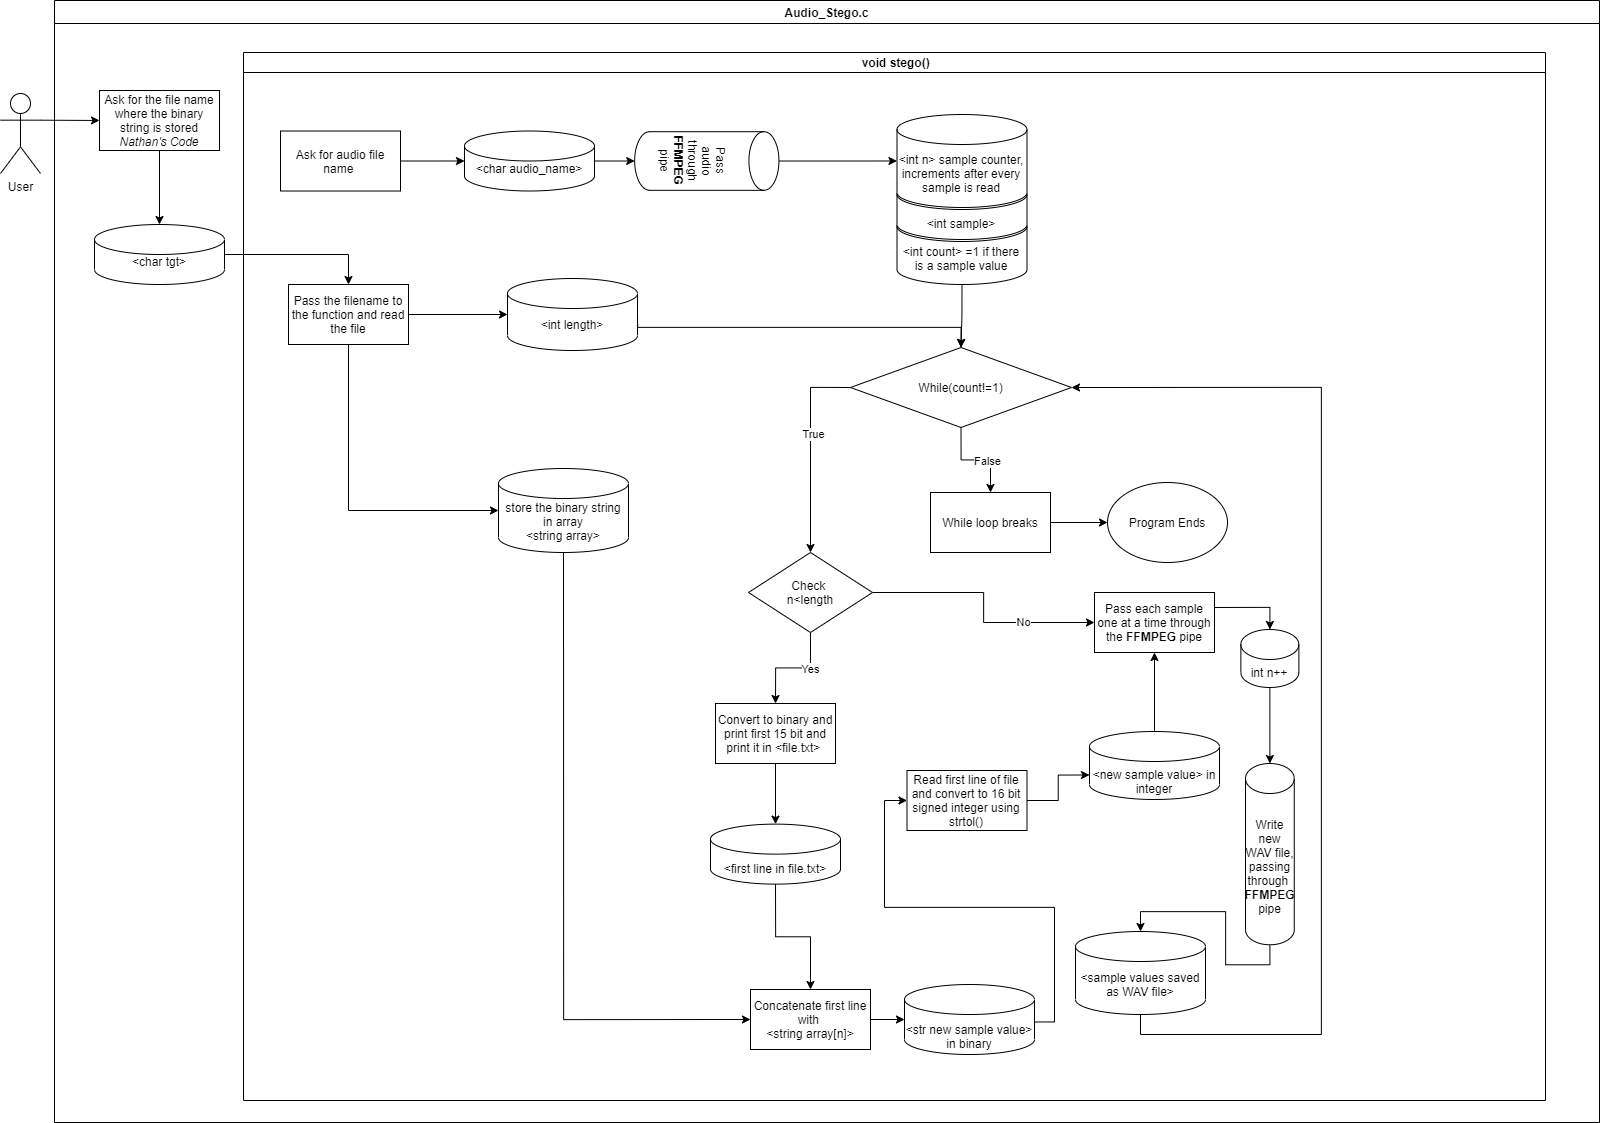 Audio_Stego.c
void stego()
User
Ask for the file name
where the binary
string is stored
Nathan's Code
<char tgt>
Ask for audio file
name
<char audio_name>
Pass
audio
through
FFMPEG
pipe
<int n> sample counter,
increments after every
sample is read
<int sample>
<int count> =1 if there
is a sample value
Pass the filename to
the function and read
the file
<int length>
While(count!=1)
True
False
While loop breaks
Program Ends
store the binary string
in array
<string array>
Check
n<length
No
Yes
Pass each sample
one at a time through
the FFMPEG pipe
int n++
Convert to binary and
print first 15 bit and
print it in <file.txt>
<first line in file.txt>
Read first line of file
and convert to 16 bit
signed integer using
strtol()
<new sample value> in
integer
Write
new
WAV file,
passing
through
FFMPEG
pipe
<sample values saved
as WAV file>
Concatenate first line
with
<string array[n]>
<str new sample value>
in binary